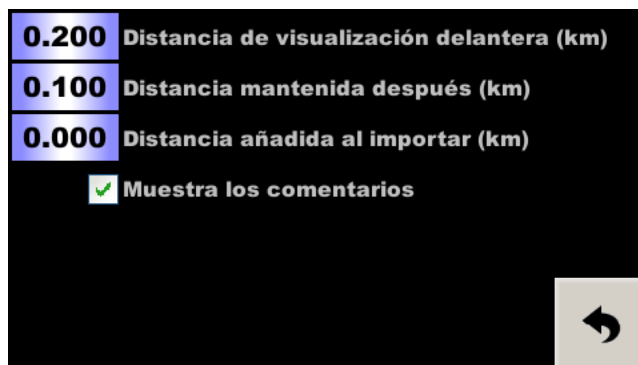 0.200 Distancia de visualización delantera (km)
0.100 Distancia mantenida después (km)
0.000 Distancia añadida al importar (km)
Muestra los comentarios